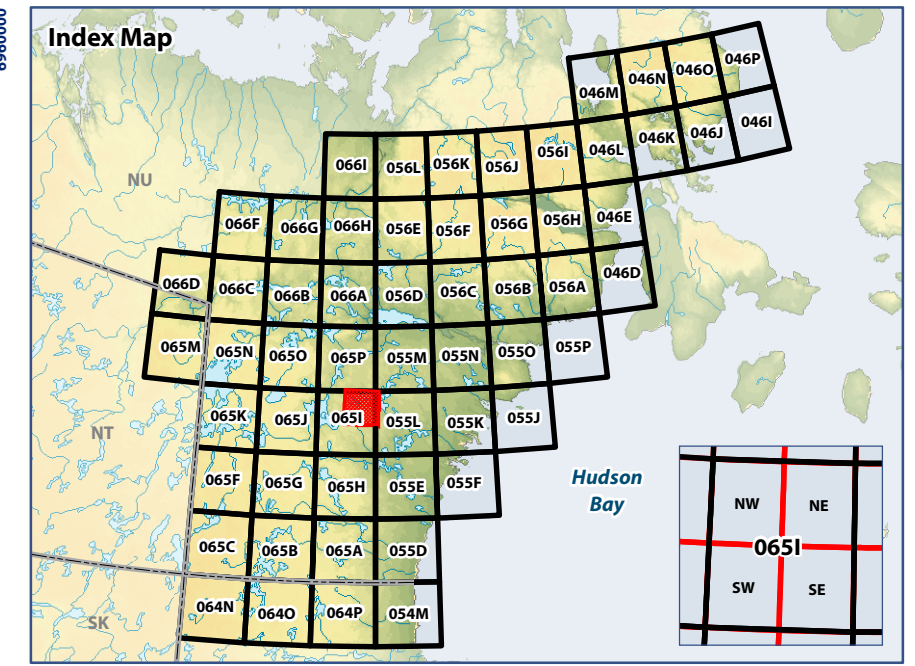 6960000
Index Map
046M 046N 046O 046P
046L 046K 046J 046I
066I 056L 056K 056J 056I
NU
066F 066G 066H 056E 056F 056G 056H 046E
066D 066C 066B 066A 056D 056C 056B 056A 046D
065M 065N 065O 065P 055M 055N 055O 055P
065K 065J 065I 055L 055K 055J
NT
065F 065G 065H 055E 055F
Hudson
Bay
065C 065B 065A 055D
064N 064O 064P 054M
SK
NW NE
065I
SW SE